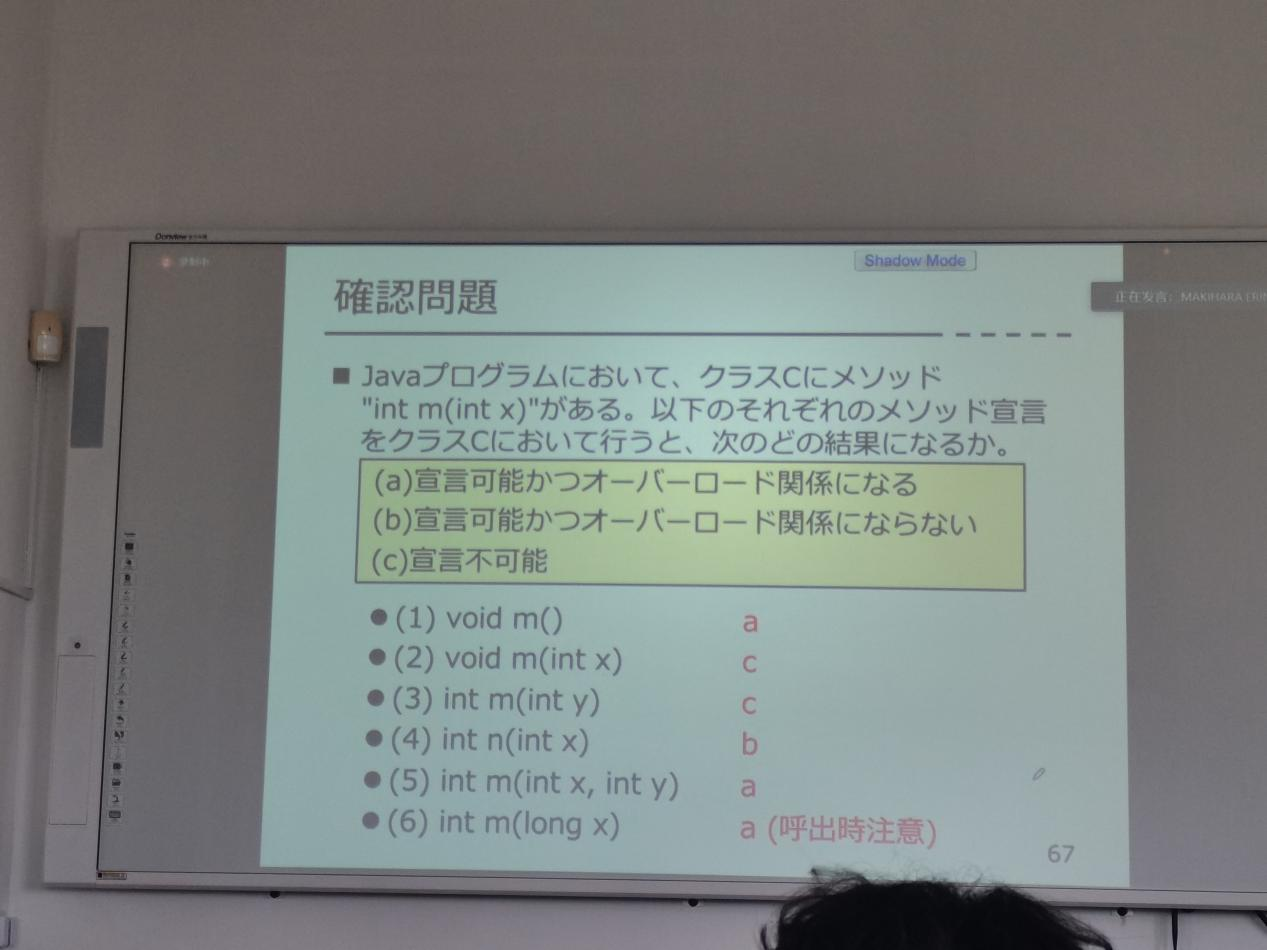 Donview
录制中
Shadow Mode
正在发言: MAKIHARA ERIN
確認問題
■ Javaプログラムにおいて、クラスCにメソッド
"int m(int x)"がある。以下のそれぞれのメソッド宣言
をクラスCにおいて行うと、次のどの結果になるか。
(a)宣言可能かつオーバーロード関係になる
(b)宣言可能かつオーバーロード関係にならない
(c)宣言不可能
●(1) void m() a
●(2) void m(int x) c
●(3) int m(int y) c
●(4) int n(int x) b
●(5) int m(int x, int y) a
●(6) int m(long x) a (呼出時注意)
67